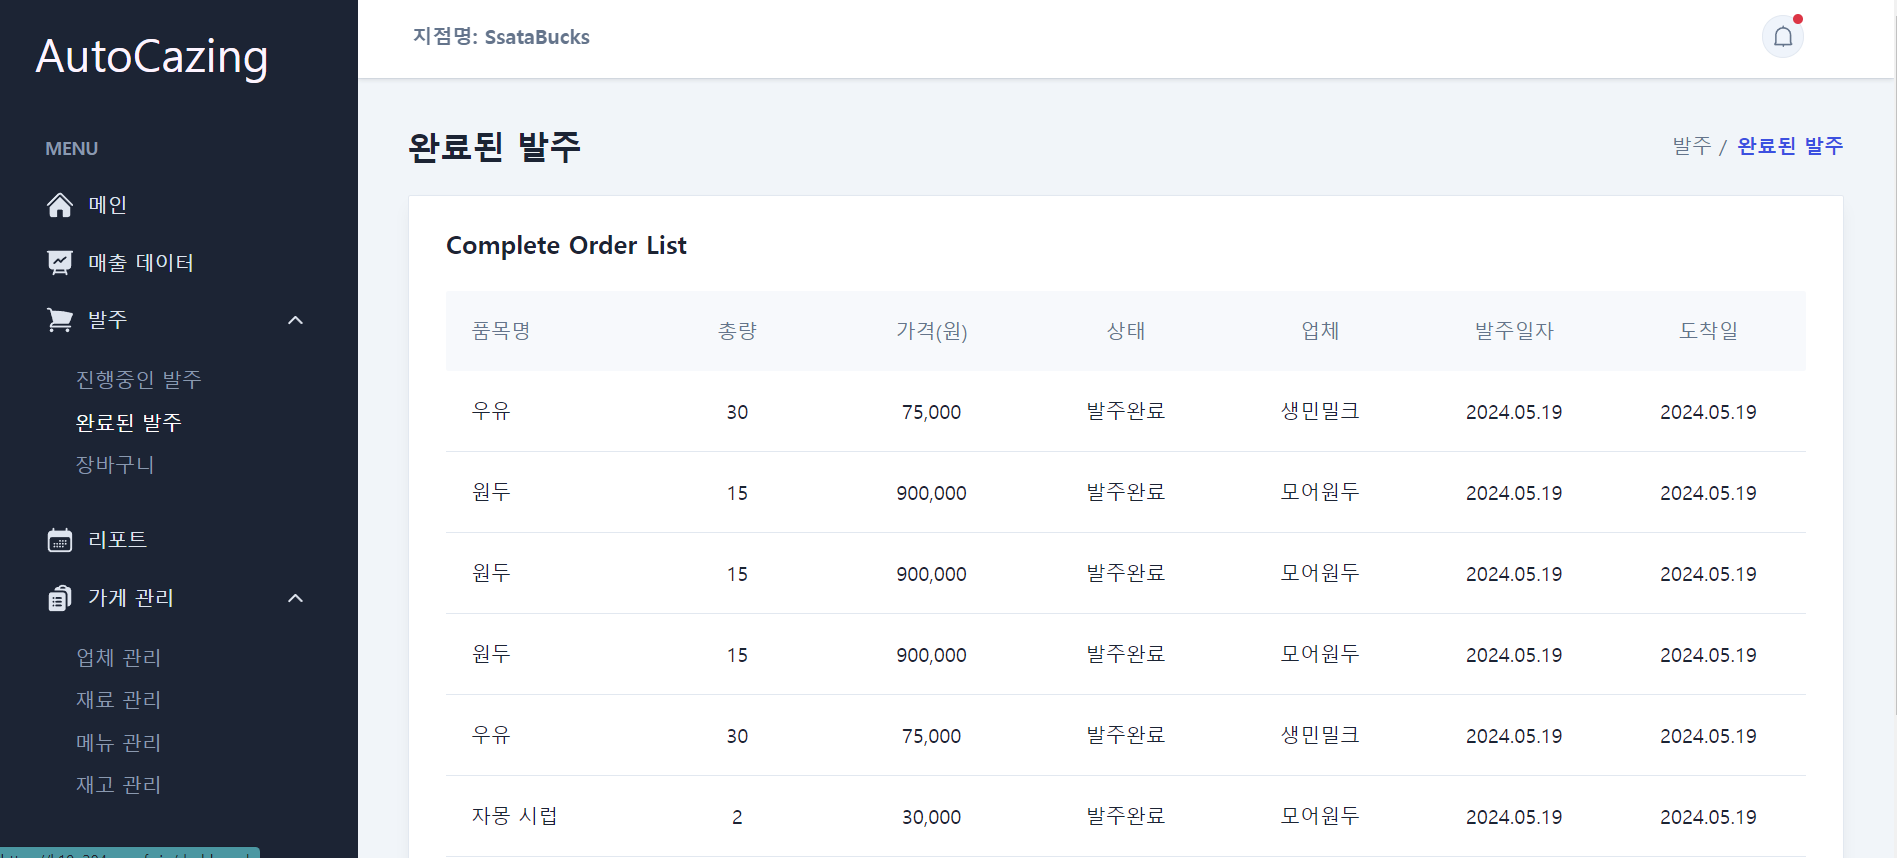 AutoCazing
MENU
메인
매출 데이터
발주
진행중인 발주
완료된 발주
장바구니
리포트
가게 관리
업체 관리
재료 관리
메뉴 관리
재고 관리
지점명: SsataBucks
완료된 발주
발주 / 완료된 발주
Complete Order List
품목명 총량 가격(원) 상태 업체 발주일자 도착일
우유 30 75,000 발주완료 생민밀크 2024.05.19 2024.05.19
원두 15 900,000 발주완료 모어원두 2024.05.19 2024.05.19
원두 15 900,000 발주완료 모어원두 2024.05.19 2024.05.19
원두 15 900,000 발주완료 모어원두 2024.05.19 2024.05.19
우유 30 75,000 발주완료 생민밀크 2024.05.19 2024.05.19
자몽 시럽 2 30,000 발주완료 모어원두 2024.05.19 2024.05.19